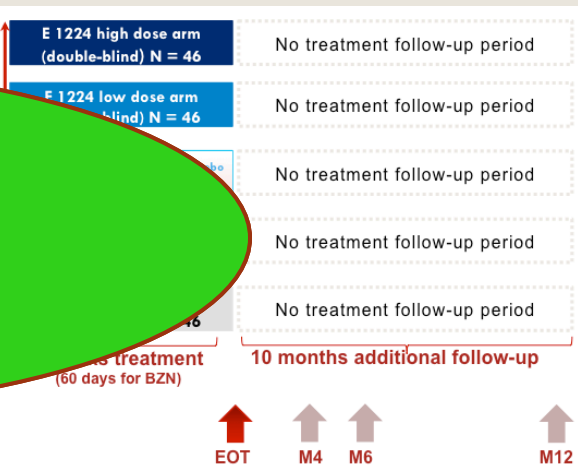 E 1224 high dose arm
(double-blind) N = 46
No treatment follow-up period
E 1224 low dose arm
blind) N = 46
No treatment follow-up period
No treatment follow-up period
No treatment follow-up period
46
No treatment follow-up period
treatment
(60 days for BZN)
10 months additional follow-up
EOT M4 M6 M12